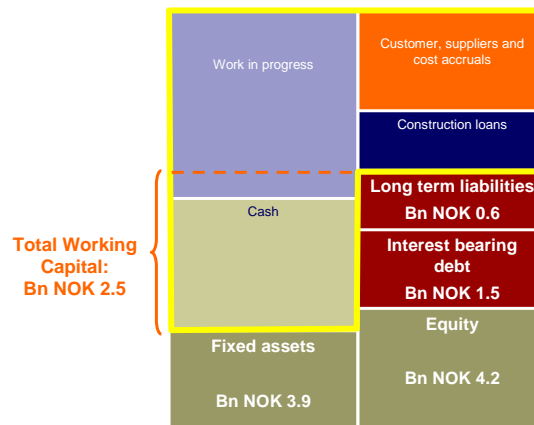 Work in progress
Customer, suppliers and
cost accruals
Construction loans
Long term liabilities
Bn NOK 0.6
Cash
Total Working
Capital:
Bn NOK 2.5
Interest bearing
debt
Bn NOK 1.5
Fixed assets
Bn NOK 3.9
Equity
Bn NOK 4.2